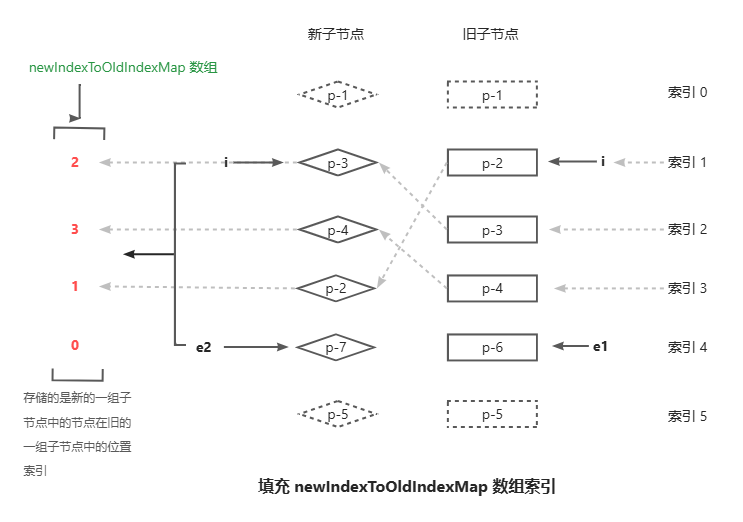 新子节点 旧子节点
newIndexToOldIndexMap 数组
p-1 p-1 索引 0
2 i p-3 p-2 i 索引 1
3 p-4 p-3 索引 2
1 p-2 p-4 索引 3
0 e2 p-7 p-6 e1 索引 4
存储的是新的一组子
节点中的节点在旧的
一组子节点中的位置
索引
p-5 p-5 索引 5
填充 newIndexToOldIndexMap 数组索引